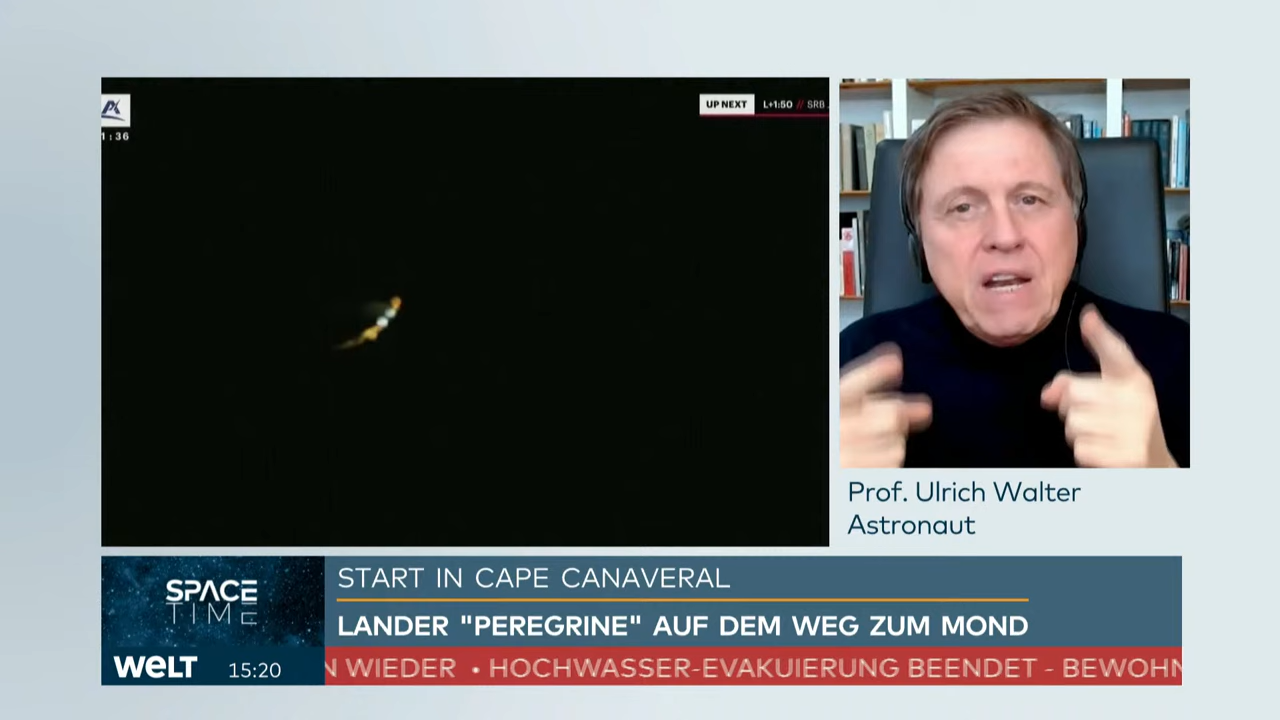 1:36
UP NEXT L+1:50 // SRB
Prof. Ulrich Walter
Astronaut
SPACE
TIME
START IN CAPE CANAVERAL
LANDER "PEREGRINE" AUF DEM WEG ZUM MOND
WELT 15:20
N WIEDER • HOCHWASSER-EVAKUIERUNG BEENDET - BEWOHN